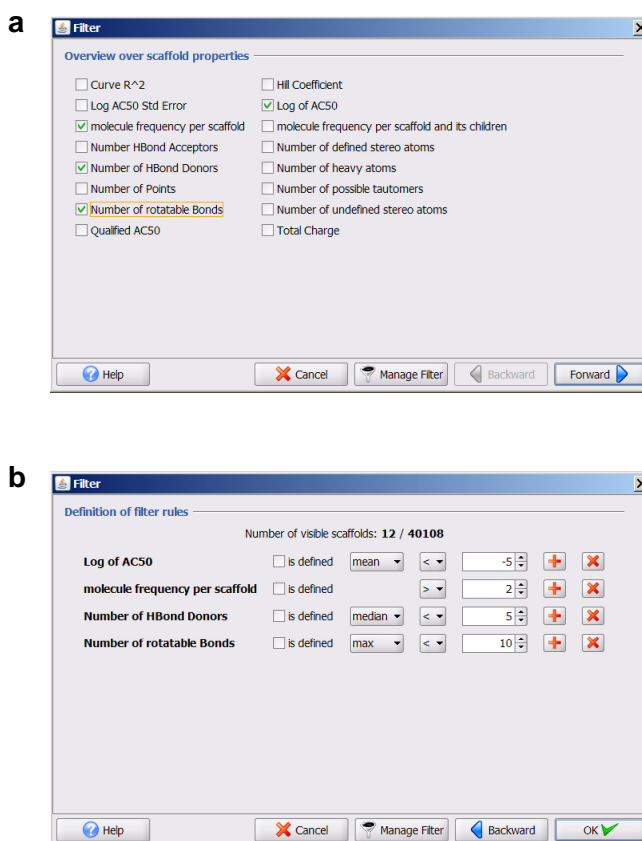 a
Filter
Overview over scaffold properties
Curve R^2 Hill Coefficient
Log AC50 Std Error Log of AC50
molecule frequency per scaffold molecule frequency per scaffold and its children
Number HBond Acceptors Number of defined stereo atoms
Number of HBond Donors Number of heavy atoms
Number of Points Number of possible tautomers
Number of rotatable Bonds Number of undefined stereo atoms
Qualified AC50 Total Charge
Help Cancel Manage Filter Backward Forward
b
Filter
Definition of filter rules
Number of visible scaffolds: 12 / 40108
Log of AC50 is defined mean < -5
molecule frequency per scaffold is defined > 2
Number of HBond Donors is defined median < 5
Number of rotatable Bonds is defined max < 10
Help Cancel Manage Filter Backward OK